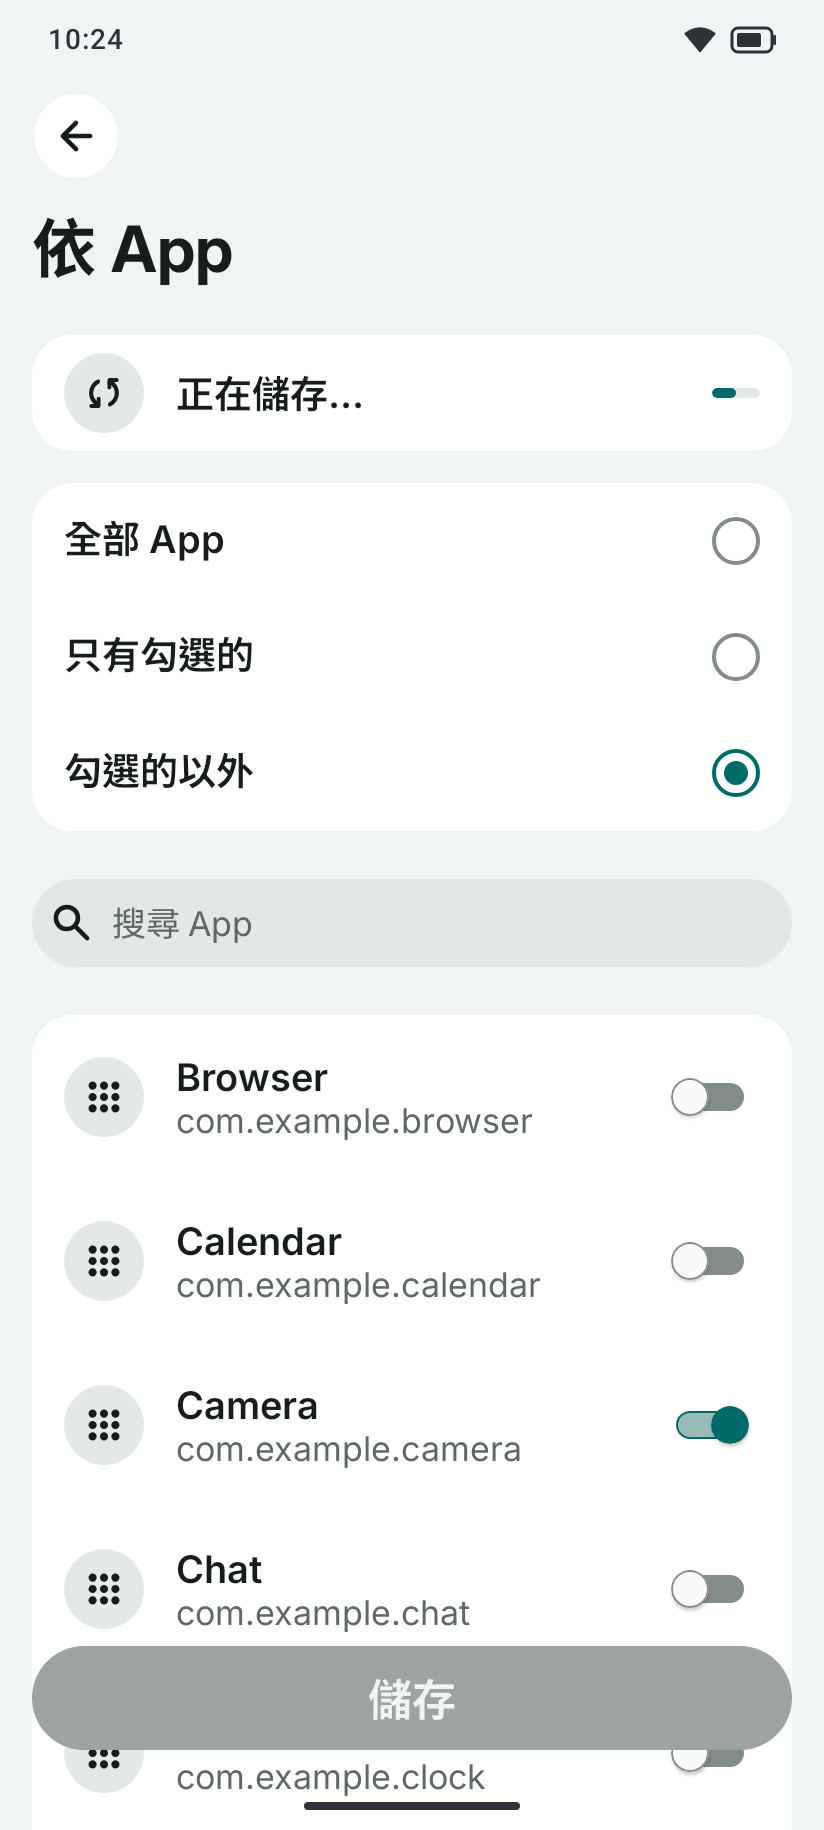 10:24
依 App
正在儲存...
全部 App
只有勾選的
勾選的以外
搜尋 App
Browser
com.example.browser
Calendar
com.example.calendar
Camera
com.example.camera
Chat
com.example.chat
儲存
com.example.clock